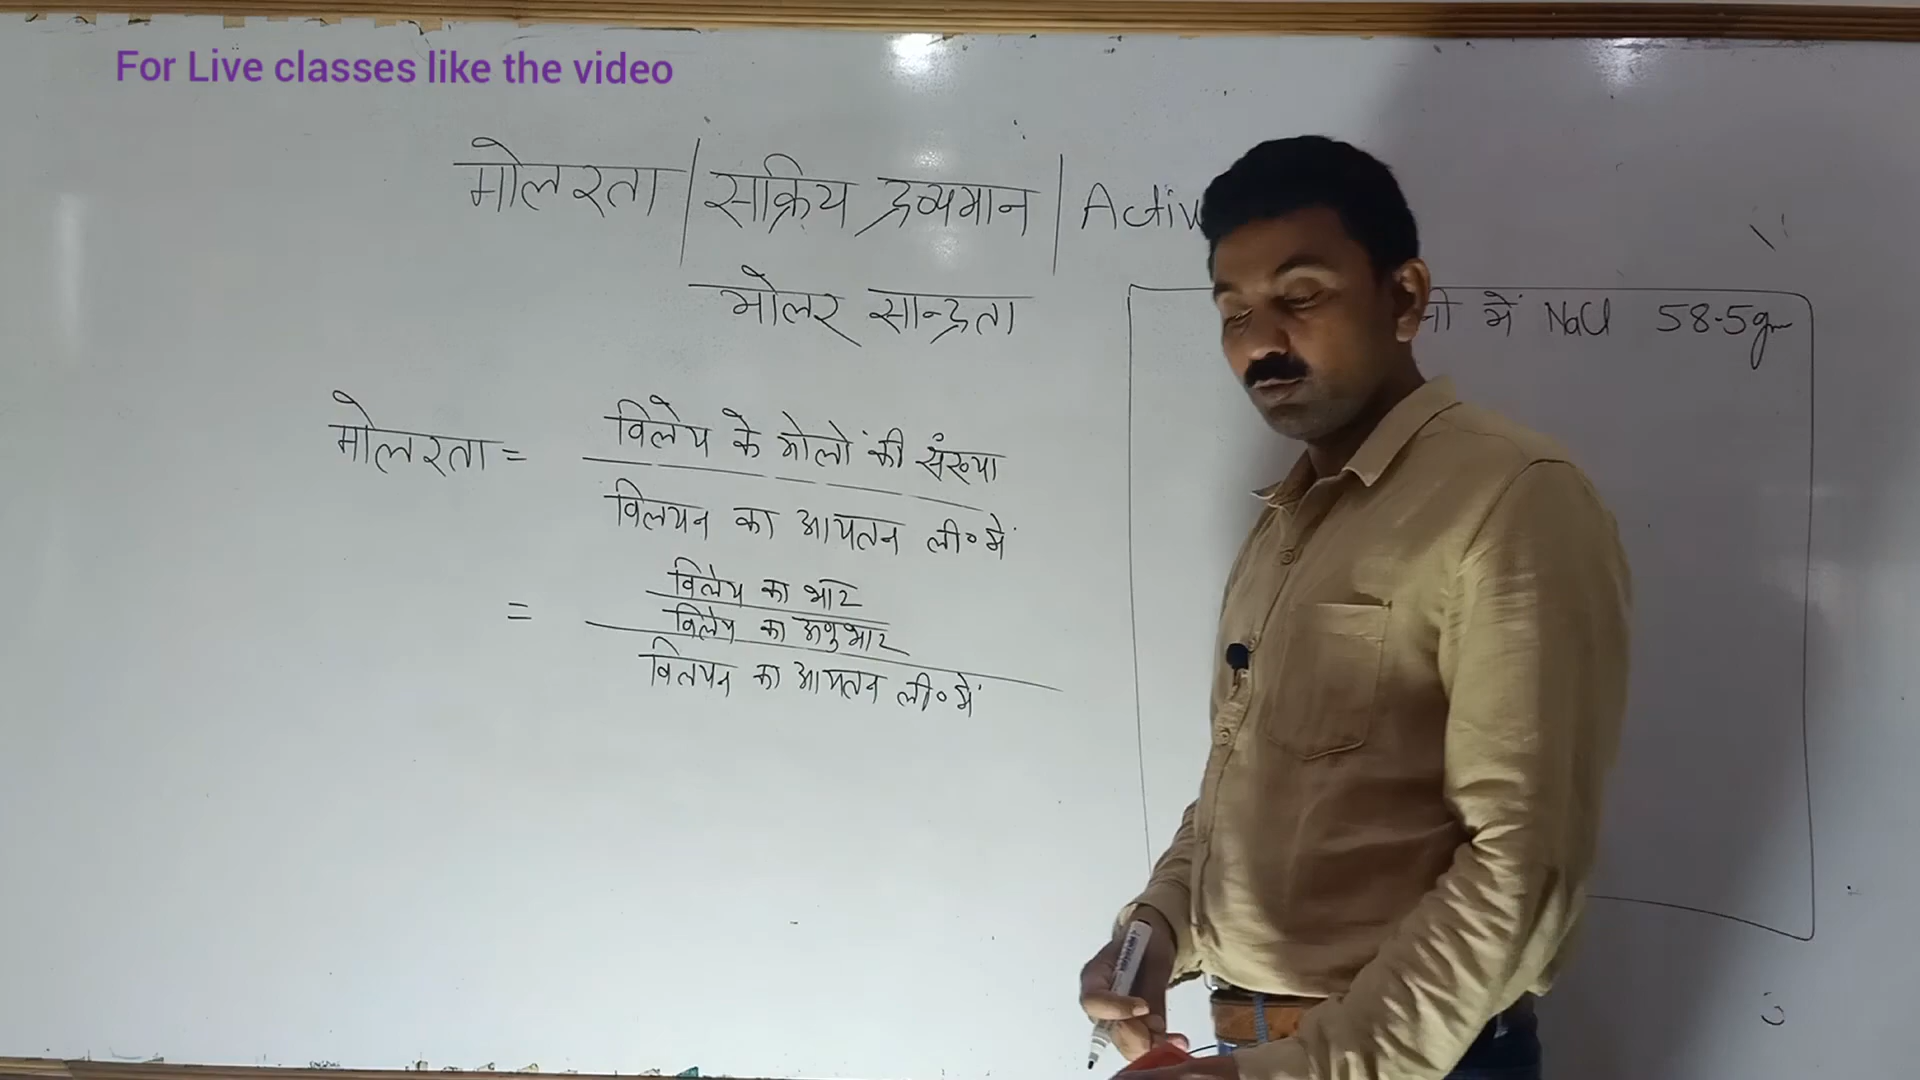 For Live classes like the video
मोलरता | सक्रिय द्रव्यमान | Activ
मोलर सान्द्रता
मोलरता = विलेय के मोलों की संख्या
विलयन का आयतन ली० में
= विलेय का भार
विलेय का अणुभार
विलयन का आयतन ली० में
में NaCl 58.5gm